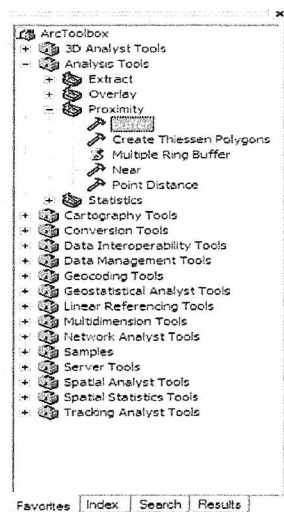 ArcToolbox
3D Analyst Tools
Analysis Tools
Extract
Overlay
Proximity
Buffer
Create Thiessen Polygons
Multiple Ring Buffer
Near
Point Distance
Statistics
Cartography Tools
Conversion Tools
Data Interoperability Tools
Data Management Tools
Geocoding Tools
Geostatistical Analyst Tools
Linear Referencing Tools
Multidimension Tools
Network Analyst Tools
Samples
Server Tools
Spatial Analyst Tools
Spatial Statistics Tools
Tracking Analyst Tools
Favorites Index Search Results